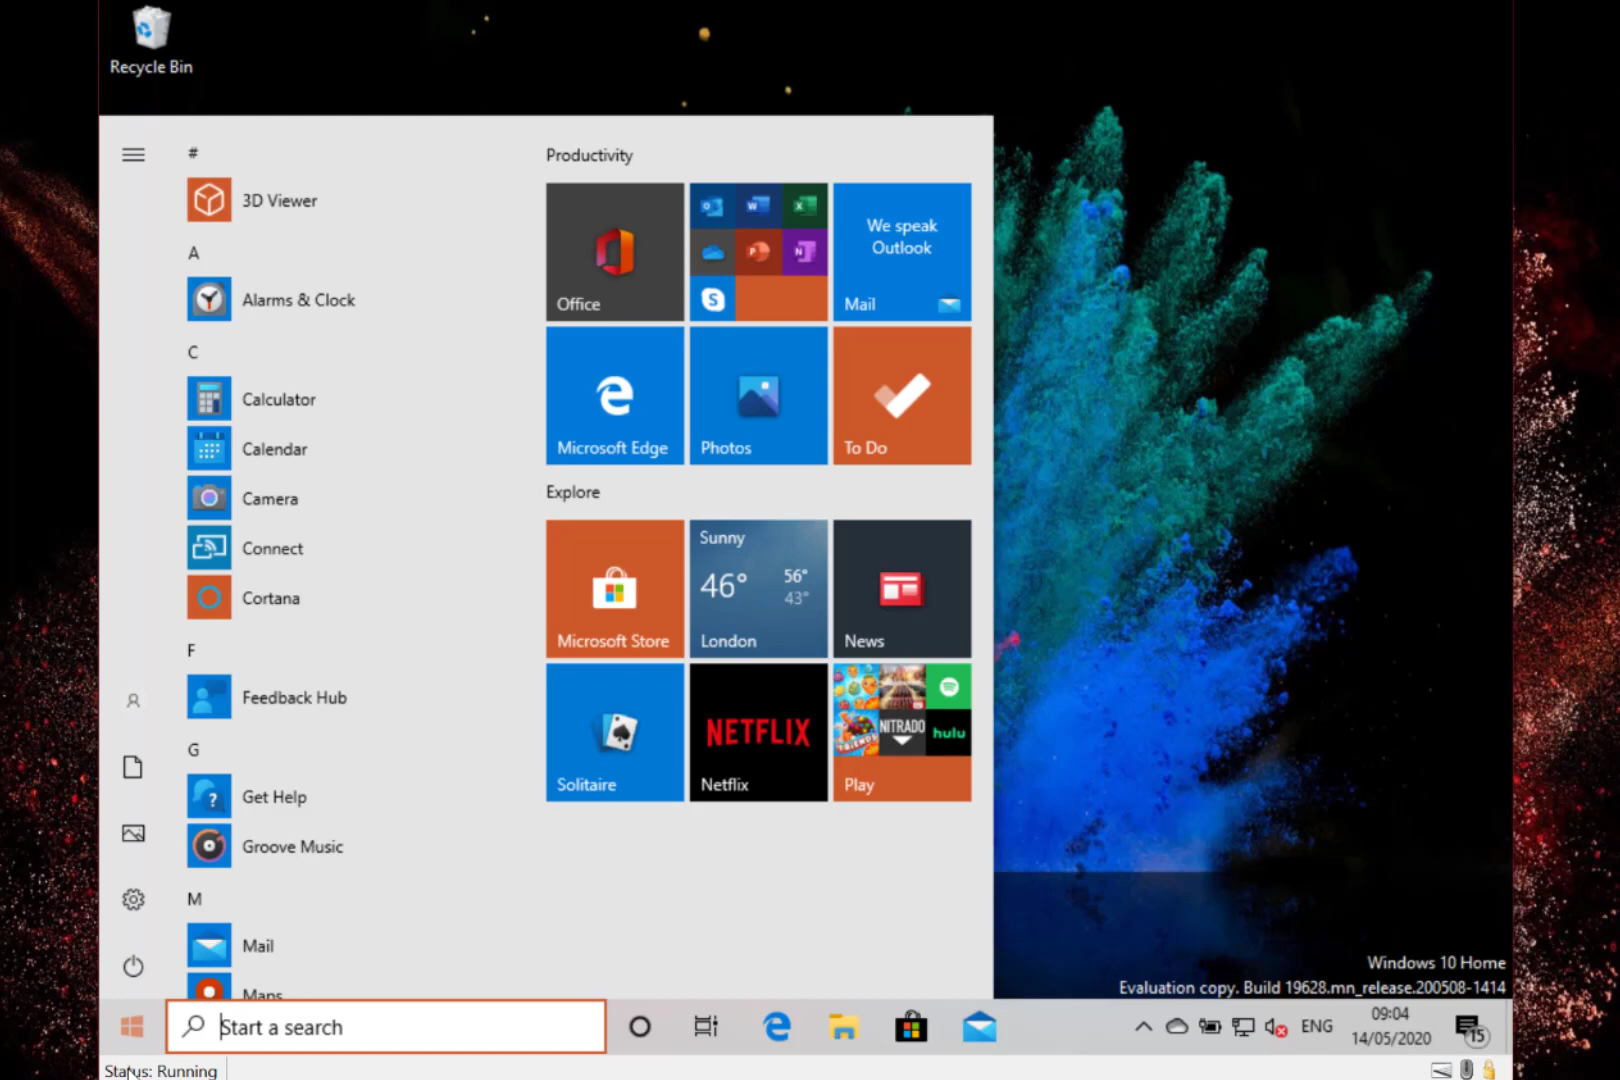 Recycle Bin
#
3D Viewer
A
Alarms & Clock
C
Calculator
Calendar
Camera
Connect
Cortana
F
Feedback Hub
G
Get Help
Groove Music
M
Mail
Maps
Productivity
Office
We speak
Outlook
Mail
Microsoft Edge
Photos
To Do
Explore
Microsoft Store
Sunny
46° 56°
43°
London
News
Solitaire
NETFLIX
Netflix
FRIENDS
NITRADO
hulu
Play
Windows 10 Home
Evaluation copy. Build 19628.mn_release.200508-1414
Start a search
ENG
09:04
14/05/2020
15
Status: Running